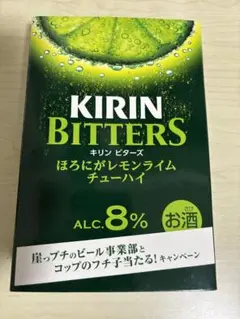 KIRIN
BITTERS
キリン ビターズ
ほろにがレモンライム
チューハイ
ALC.8%
お酒
崖っプチのビール事業部と
コップのフチ子当たる!キャンペーン